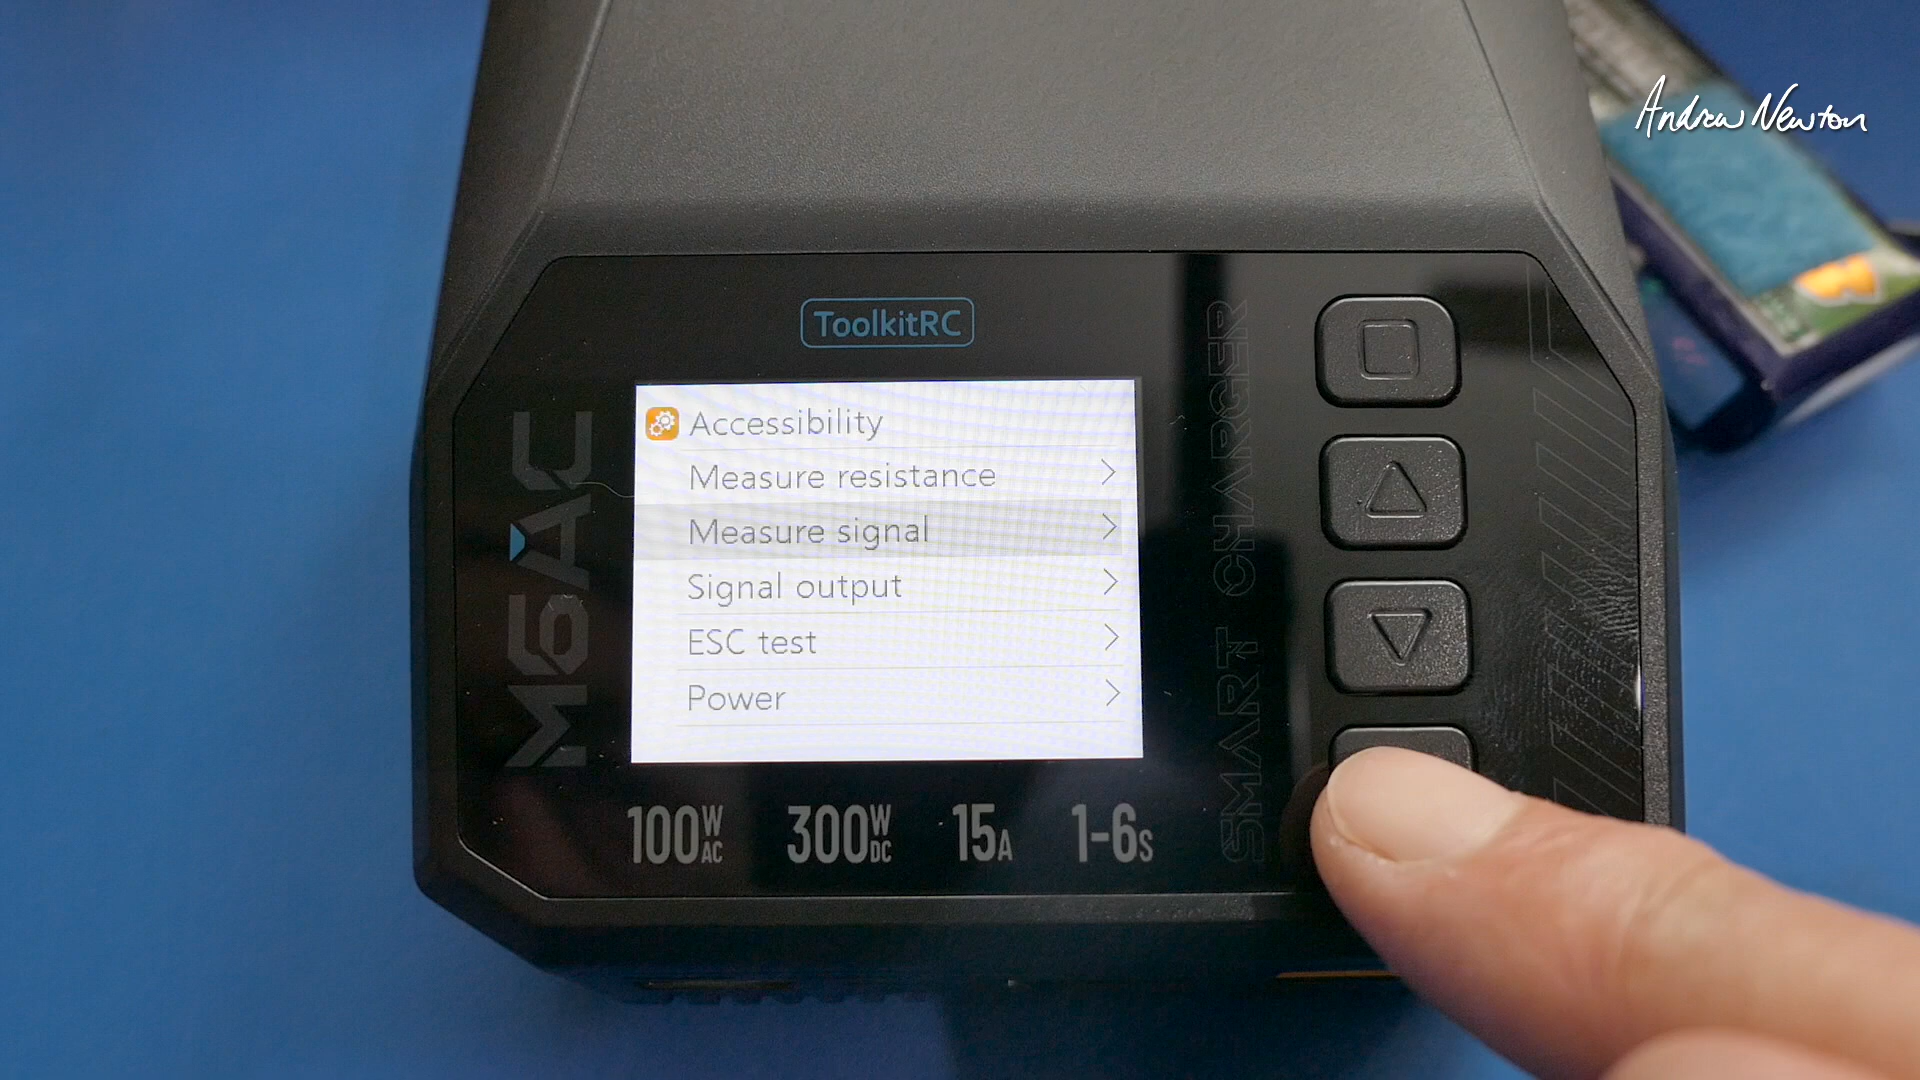 Andrew Newton
ToolkitRC
Accessibility
Measure resistance
Measure signal
Signal output
ESC test
Power
M6AC
SMART CHARGER
100W AC
300W DC
15A
1-6S